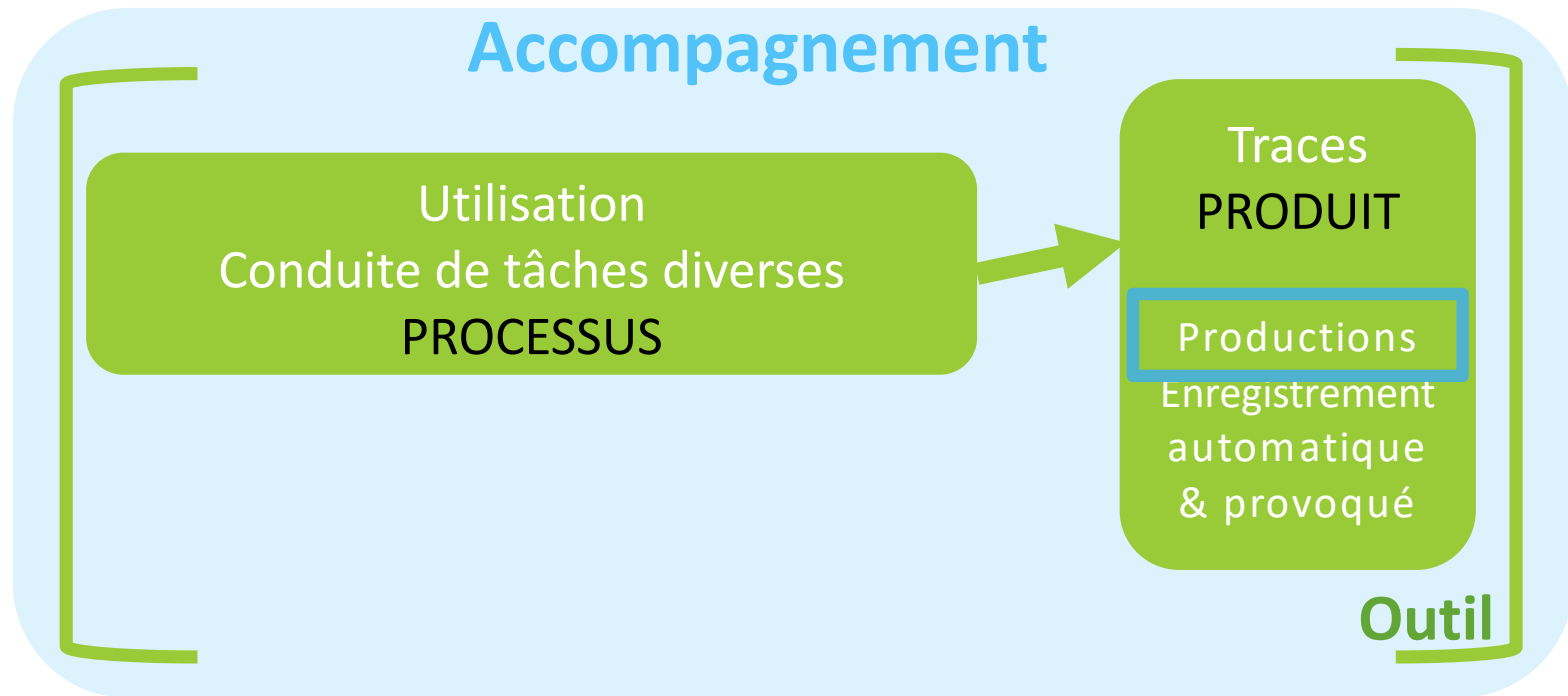 Accompagnement
Utilisation
Conduite de tâches diverses
PROCESSUS
Traces
PRODUIT
Productions
Enregistrement
automatique
& provoqué
Outil